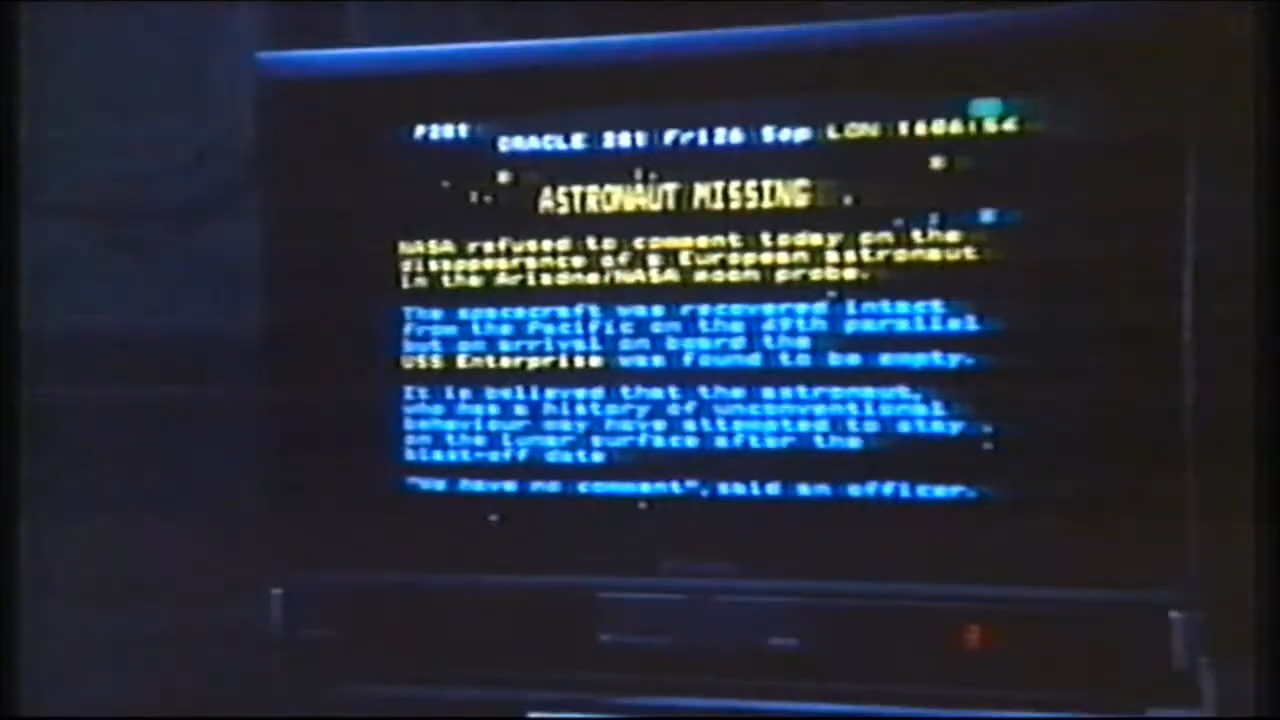 P201 ORACLE 201 Fri26 Sep LON 1606:54
ASTRONAUT MISSING
NASA refused to comment today on the
disappearance of a European astronaut
in the Ariadne/NASA moon probe.
The spacecraft was recovered intact
from the Pacific on the 49th parallel
but on arrival on board the
USS Enterprise was found to be empty.
It is believed that the astronaut,
who has a history of unconventional
behaviour may have attempted to stay
on the lunar surface after the
blast-off date
"We have no comment",said an officer.